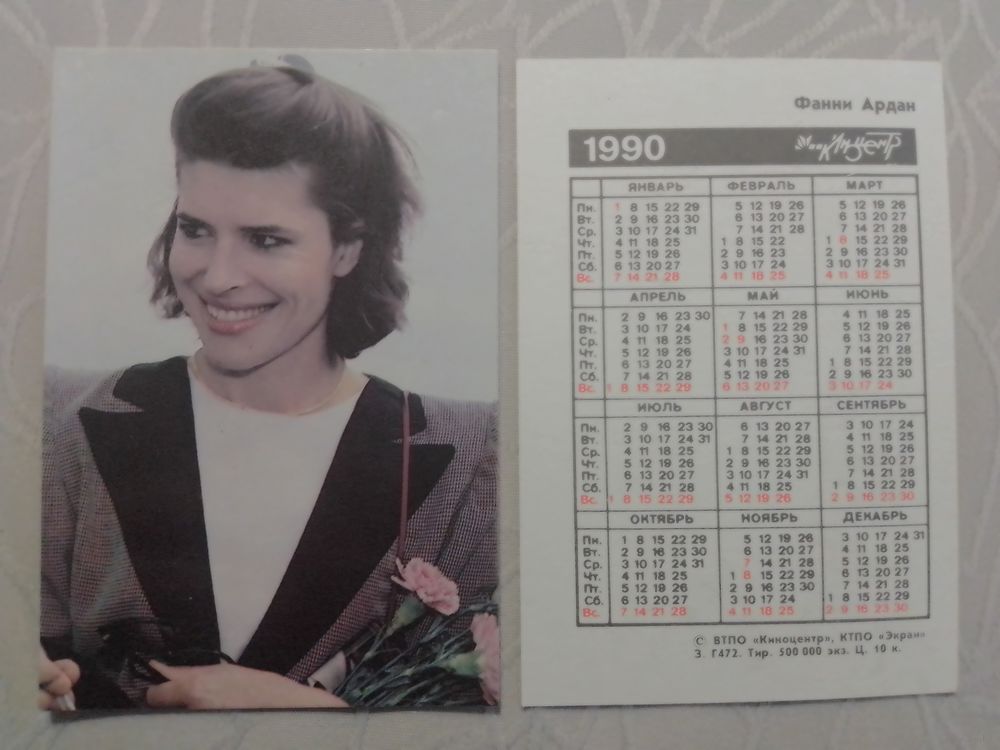 Фанни Ардан
1990 Киноцентр
ЯНВАРЬ ФЕВРАЛЬ МАРТ
Пн. 1 8 15 22 29 5 12 19 26 5 12 19 26
Вт. 2 9 16 23 30 6 13 20 27 6 13 20 27
Ср. 3 10 17 24 31 7 14 21 28 7 14 21 28
Чт. 4 11 18 25 1 8 15 22 1 8 15 22 29
Пт. 5 12 19 26 2 9 16 23 2 9 16 23 30
Сб. 6 13 20 27 3 10 17 24 3 10 17 24 31
Вс. 7 14 21 28 4 11 18 25 4 11 18 25
АПРЕЛЬ МАЙ ИЮНЬ
Пн. 2 9 16 23 30 7 14 21 28 4 11 18 25
Вт. 3 10 17 24 1 8 15 22 29 5 12 19 26
Ср. 4 11 18 25 2 9 16 23 30 6 13 20 27
Чт. 5 12 19 26 3 10 17 24 31 7 14 21 28
Пт. 6 13 20 27 4 11 18 25 1 8 15 22 29
Сб. 7 14 21 28 5 12 19 26 2 9 16 23 30
Вс. 1 8 15 22 29 6 13 20 27 3 10 17 24
ИЮЛЬ АВГУСТ СЕНТЯБРЬ
Пн. 2 9 16 23 30 6 13 20 27 3 10 17 24
Вт. 3 10 17 24 31 7 14 21 28 4 11 18 25
Ср. 4 11 18 25 1 8 15 22 29 5 12 19 26
Чт. 5 12 19 26 2 9 16 23 30 6 13 20 27
Пт. 6 13 20 27 3 10 17 24 31 7 14 21 28
Сб. 7 14 21 28 4 11 18 25 1 8 15 22 29
Вс. 1 8 15 22 29 5 12 19 26 2 9 16 23 30
ОКТЯБРЬ НОЯБРЬ ДЕКАБРЬ
Пн. 1 8 15 22 29 5 12 19 26 3 10 17 24 31
Вт. 2 9 16 23 30 6 13 20 27 4 11 18 25
Ср. 3 10 17 24 31 7 14 21 28 5 12 19 26
Чт. 4 11 18 25 1 8 15 22 29 6 13 20 27
Пт. 5 12 19 26 2 9 16 23 30 7 14 21 28
Сб. 6 13 20 27 3 10 17 24 1 8 15 22 29
Вс. 7 14 21 28 4 11 18 25 2 9 16 23 30
© ВТПО «Киноцентр», КТПО «Экран»
З. Г472. Тир. 500 000 экз. Ц. 10 к.